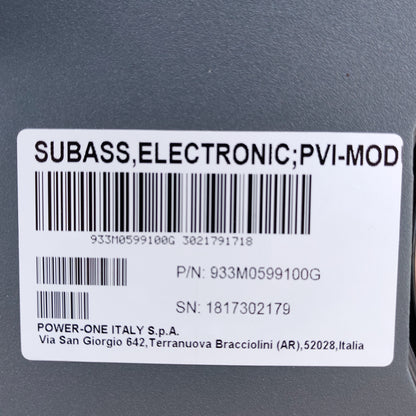 SUBASS,ELECTRONIC;PVI-MOD
933M0599100G 3021791718
P/N: 933M0599100G
SN: 1817302179
POWER-ONE ITALY S.p.A.
Via San Giorgio 642,Terranuova Bracciolini (AR),52028,Italia